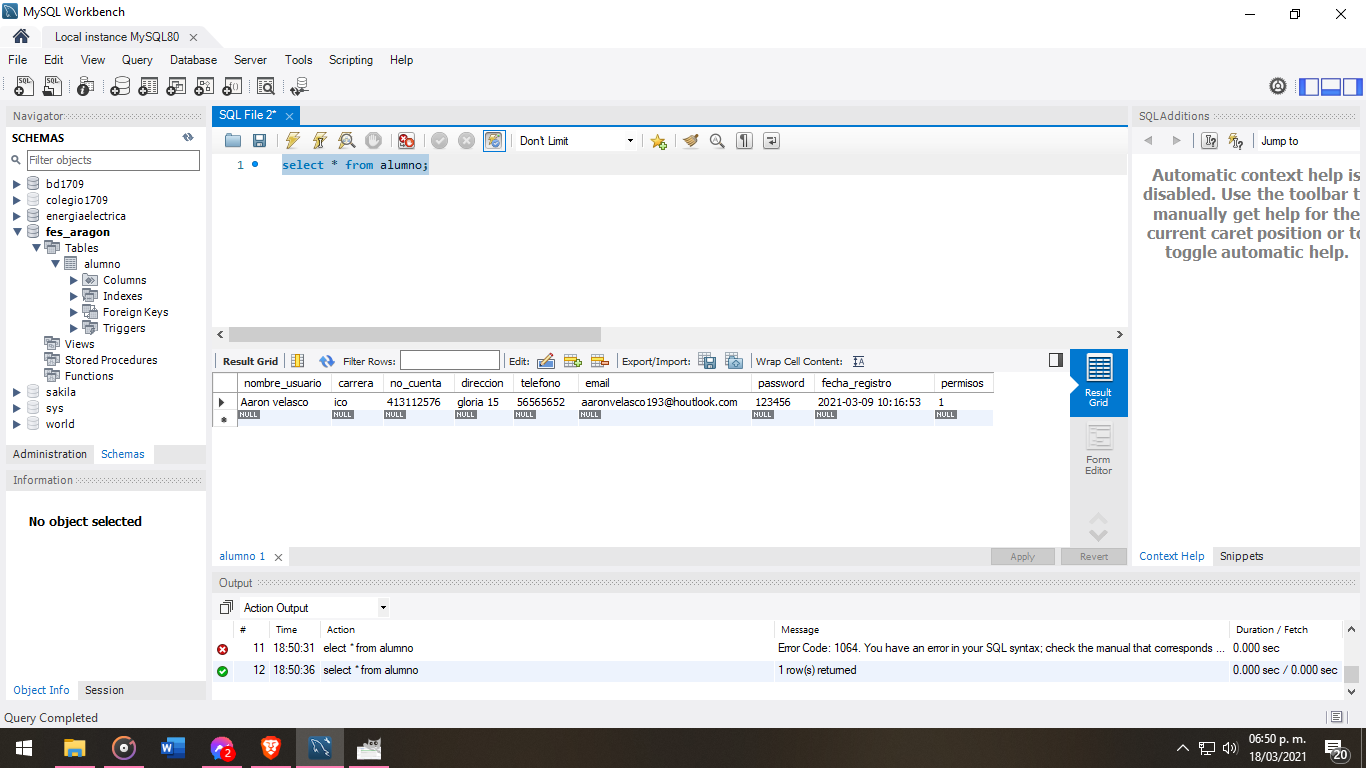 MySQL Workbench
Local instance MySQL80
File Edit View Query Database Server Tools Scripting Help
Navigator
SCHEMAS
Filter objects
bd1709
colegio1709
energiaelectrica
fes_aragon
Tables
alumno
Columns
Indexes
Foreign Keys
Triggers
Views
Stored Procedures
Functions
sakila
sys
world
Administration Schemas
Information
No object selected
Object Info Session
SQL File 2*
Don't Limit
1 select * from alumno;
Result Grid Filter Rows: Edit: Export/Import: Wrap Cell Content:
nombre_usuario carrera no_cuenta direccion telefono email password fecha_registro permisos
Aaron velasco ico 413112576 gloria 15 56565652 aaronvelasco193@houtlook.com 123456 2021-03-09 10:16:53 1
NULL NULL NULL NULL NULL NULL NULL NULL NULL
Result Grid
Form Editor
alumno 1
Apply Revert
SQLAdditions
Jump to
Automatic context help is
disabled. Use the toolbar t
manually get help for the
current caret position or to
toggle automatic help.
Context Help Snippets
Output
Action Output
# Time Action Message Duration / Fetch
11 18:50:31 elect * from alumno Error Code: 1064. You have an error in your SQL syntax; check the manual that corresponds ... 0.000 sec
12 18:50:36 select * from alumno 1 row(s) returned 0.000 sec / 0.000 sec
Query Completed
2
06:50 p. m.
18/03/2021
20